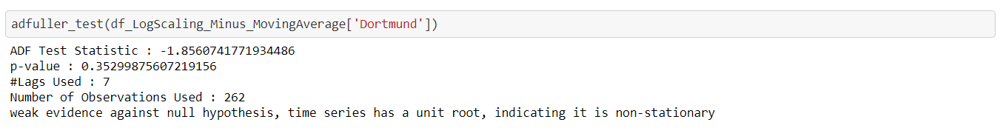 adfuller_test(df_LogScaling_Minus_MovingAverage['Dortmund'])
ADF Test Statistic : -1.8560741771934486
p-value : 0.35299875607219156
#Lags Used : 7
Number of Observations Used : 262
weak evidence against null hypothesis, time series has a unit root, indicating it is non-stationary